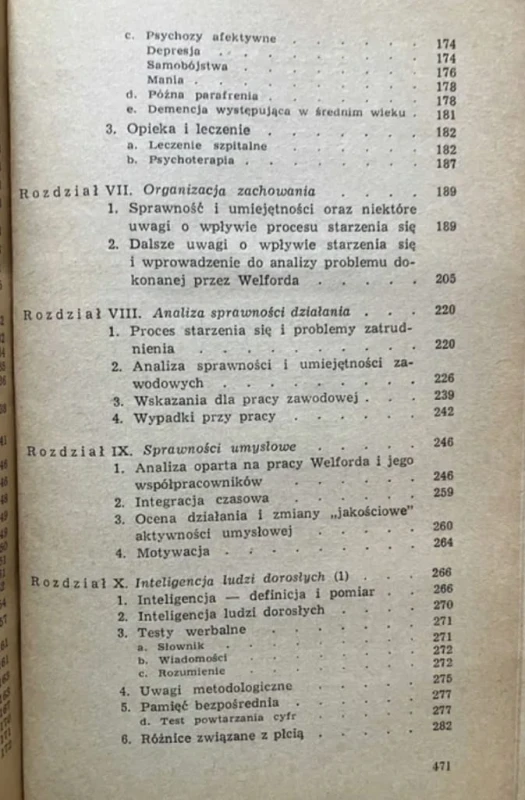 c. Psychozy afektywne . . . . . . 174
Depresja . . . . . . . 174
Samobójstwa . . . . . . 176
Mania . . . . . . . . 178
d. Późna parafrenia . . . . . . 178
e. Demencja występująca w średnim wieku . 181
3. Opieka i leczenie . . . . . . 182
a. Leczenie szpitalne . . . . . . 182
b. Psychoterapia . . . . . . . 187
Rozdział VII. Organizacja zachowania . . . . 189
1. Sprawność i umiejętności oraz niektóre
uwagi o wpływie procesu starzenia się 189
2. Dalsze uwagi o wpływie starzenia się
i wprowadzenie do analizy problemu do-
konanej przez Welforda . . . . . 205
Rozdział VIII. Analiza sprawności działania . . . 220
1. Proces starzenia się i problemy zatrud-
nienia . . . . . . . . . 220
2. Analiza sprawności i umiejętności za-
wodowych . . . . . . . . 226
3. Wskazania dla pracy zawodowej . . . 239
4. Wypadki przy pracy . . . . . 242
Rozdział IX. Sprawności umysłowe . . . . . 246
1. Analiza oparta na pracy Welforda i jego
współpracowników . . . . . 246
2. Integracja czasowa . . . . . 259
3. Ocena działania i zmiany „jakościowe”
aktywności umysłowej . . . . 260
4. Motywacja . . . . . . . 264
Rozdział X. Inteligencja ludzi dorosłych (1) . . . 266
1. Inteligencja — definicja i pomiar . . 266
2. Inteligencja ludzi dorosłych . . . . 270
3. Testy werbalne . . . . . . 271
a. Słownik . . . . . . . 271
b. Wiadomości . . . . . . 272
c. Rozumienie . . . . . . 272
4. Uwagi metodologiczne . . . . . 275
5. Pamięć bezpośrednia . . . . . 277
d. Test powtarzania cyfr . . . . . 277
6. Różnice związane z płcią . . . . 282
471